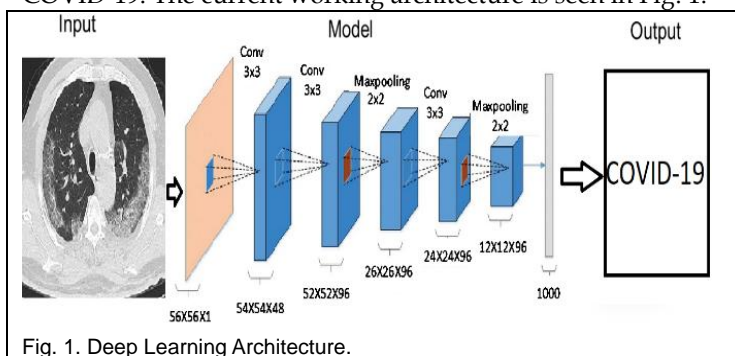 COVID-19. The current working architecture is seen in Fig. 1.
Input
Model
Output
Conv
3x3
Conv
3x3
Maxpooling
2x2
Conv
3x3
Maxpooling
2x2
COVID-19
56X56X1
54X54X48
52X52X96
26X26X96
24X24X96
12X12X96
1000
Fig. 1. Deep Learning Architecture.